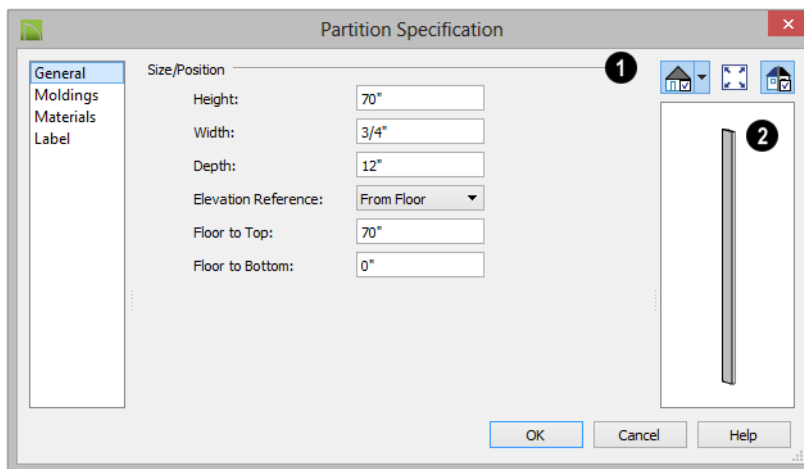 Partition Specification
General
Moldings
Materials
Label
Size/Position
1
Height: 70"
Width: 3/4"
Depth: 12"
Elevation Reference: From Floor
Floor to Top: 70"
Floor to Bottom: 0"
2
OK Cancel Help